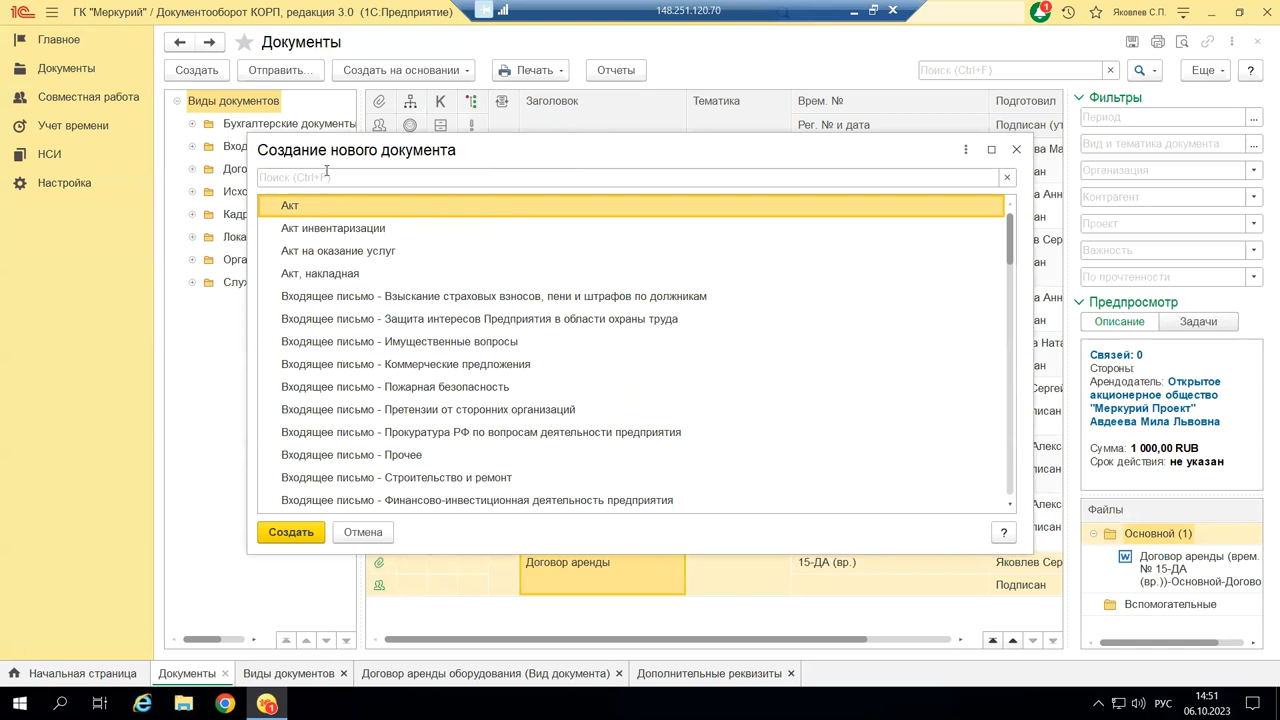 ГК "Меркурий" / Документооборот КОРП, редакция 3.0 (1С:Предприятие)
148.251.120.70
1
Яковлев С.П.
Главное
Документы
Совместная работа
Учет времени
НСИ
Настройка
Документы
Создать
Отправить...
Создать на основании
Печать
Отчеты
Поиск (Ctrl+F)
Еще
?
Виды документов
Бухгалтерские документы
Вход
Дого
Исхо
Кадр
Лока
Орга
Служ
К
Заголовок
Тематика
Врем. №
Подготовил
Рег. № и дата
Подписан (ут
Создание нового документа
Поиск (Ctrl+F)
Акт
Акт инвентаризации
Акт на оказание услуг
Акт, накладная
Входящее письмо - Взыскание страховых взносов, пени и штрафов по должникам
Входящее письмо - Защита интересов Предприятия в области охраны труда
Входящее письмо - Имущественные вопросы
Входящее письмо - Коммерческие предложения
Входящее письмо - Пожарная безопасность
Входящее письмо - Претензии от сторонних организаций
Входящее письмо - Прокуратура РФ по вопросам деятельности предприятия
Входящее письмо - Прочее
Входящее письмо - Строительство и ремонт
Входящее письмо - Финансово-инвестиционная деятельность предприятия
Создать
Отмена
?
Договор аренды
15-ДА (вр.)
Яковлев Сер
Подписан
Фильтры
Период
Вид и тематика документа
Организация
Контрагент
Проект
Важность
По прочтенности
Предпросмотр
Описание
Задачи
Связей: 0
Стороны:
Арендодатель: Открытое
акционерное общество
"Меркурий Проект"
Авдеева Мила Львовна
Сумма: 1 000,00 RUB
Срок действия: не указан
Файлы
Основной (1)
Договор аренды (врем.
№ 15-ДА
(вр.))-Основной-Догово
Вспомогательные
Начальная страница
Документы
Виды документов
Договор аренды оборудования (Вид документа)
Дополнительные реквизиты
РУС
14:51
06.10.2023